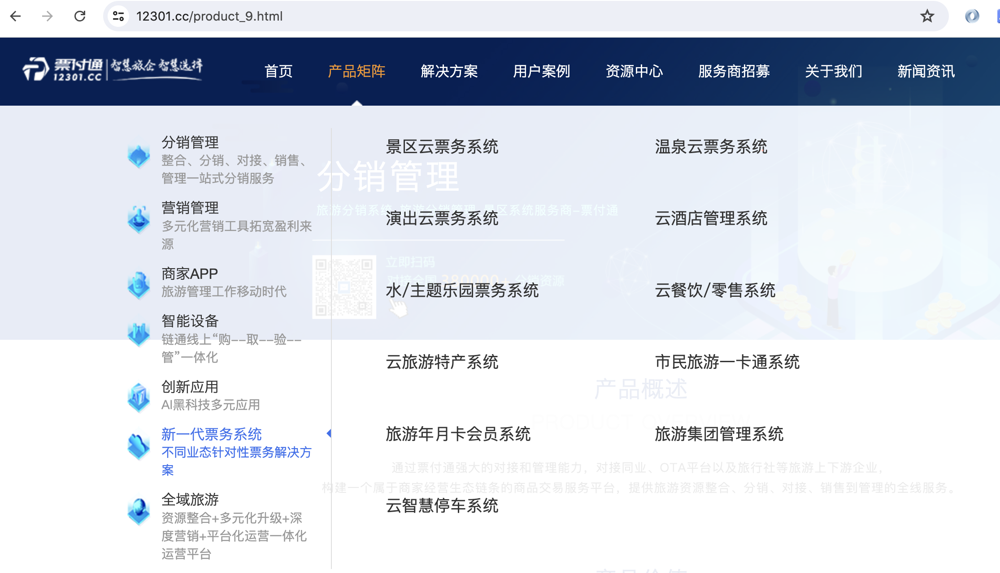 12301.cc/product_9.html
票付通 智慧旅企 智慧选择
12301.CC
首页 产品矩阵 解决方案 用户案例 资源中心 服务商招募 关于我们 新闻资讯
分销管理
整合、分销、对接、销售、
管理一站式分销服务
营销管理
多元化营销工具拓宽盈利来
源
商家APP
旅游管理工作移动时代
智能设备
链通线上“购--取--验--
管”一体化
创新应用
AI黑科技多元应用
新一代票务系统
不同业态针对性票务解决方
案
全域旅游
资源整合+多元化升级+深
度营销+平台化运营一体化
运营平台
景区云票务系统 温泉云票务系统
演出云票务系统 云酒店管理系统
水/主题乐园票务系统 云餐饮/零售系统
云旅游特产系统 市民旅游一卡通系统
旅游年月卡会员系统 旅游集团管理系统
云智慧停车系统
分销管理
旅游分销系统_旅游分销管理_景区系统服务商-票付通
立即扫码
对接全国 380000+ 分销资源
产品概述
PRODUCT OVERVIEW
通过票付通强大的对接和管理能力，对接同业、OTA平台以及旅行社等旅游上下游企业，
构建一个属于商家经营生态链条的商品交易服务平台，提供旅游资源整合、分销、对接、销售到管理的全线服务。
产品价值